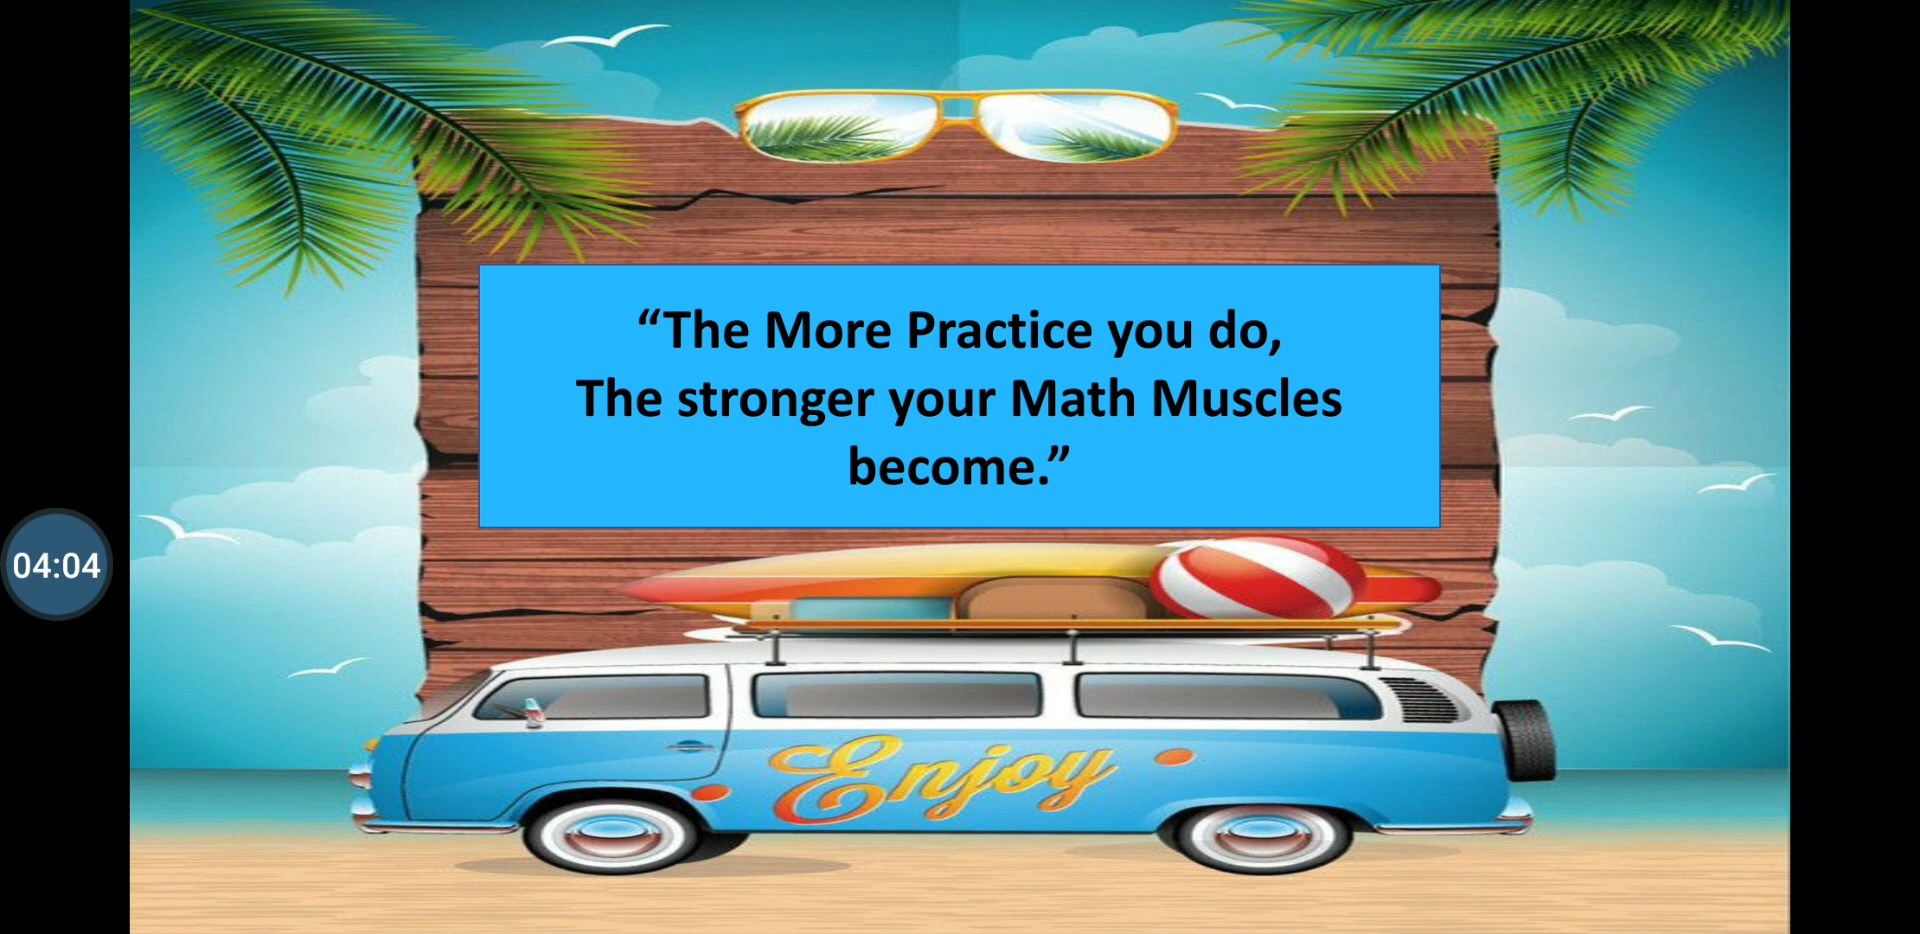 “The More Practice you do,
The stronger your Math Muscles
become.”
04:04
Enjoy